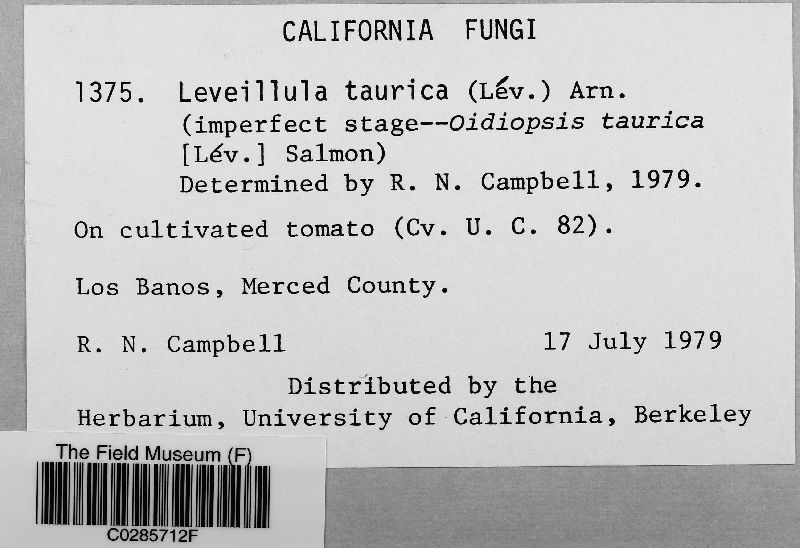 CALIFORNIA FUNGI
1375. Leveillula taurica (Lév.) Arn.
(imperfect stage--Oidiopsis taurica
[Lév.] Salmon)
Determined by R. N. Campbell, 1979.
On cultivated tomato (Cv. U. C. 82).
Los Banos, Merced County.
R. N. Campbell 17 July 1979
Distributed by the
Herbarium, University of California, Berkeley
The Field Museum (F)
C0285712F